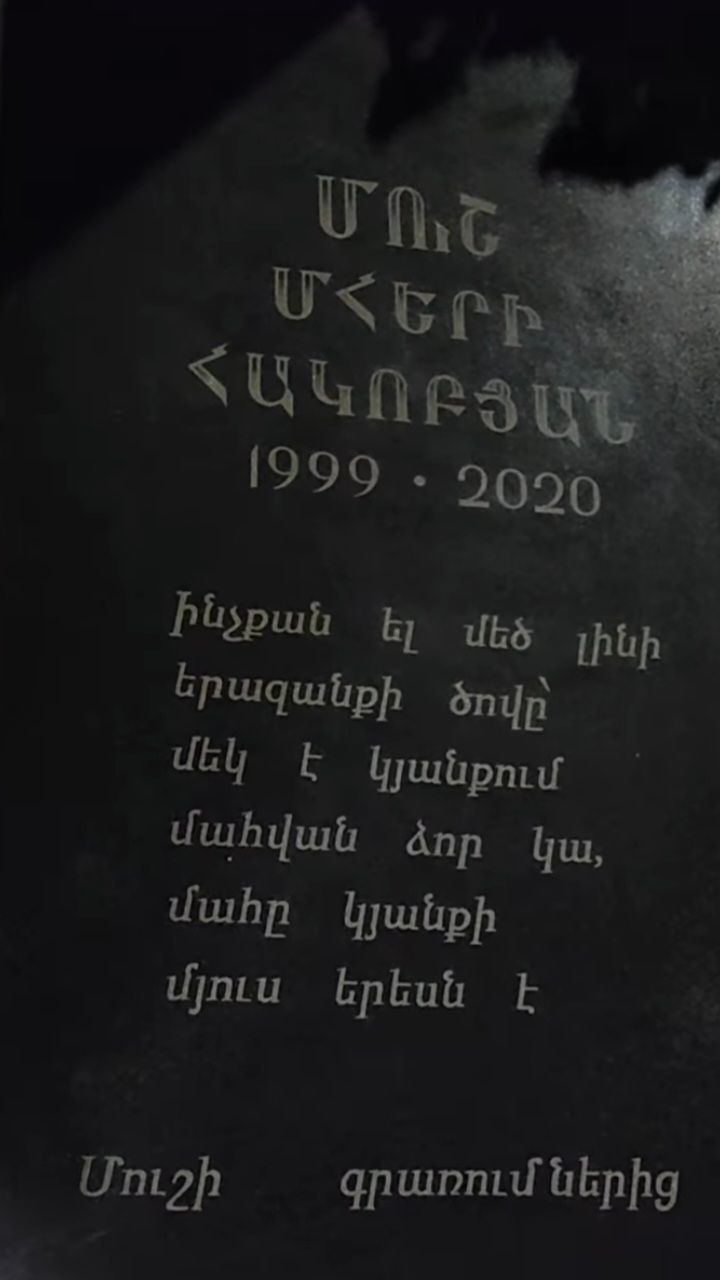 ՄՈՒՇ
ՄՀԵՐԻ
ՀԱԿՈԲՅԱՆ
1999 · 2020
ինչքան ել մեծ լինի
երազանքի ծովը՝
մեկ է կյանքում
մահվան ձոր կա,
մահը կյանքի
մյուս երեսն է
Մուշի գրառումներից